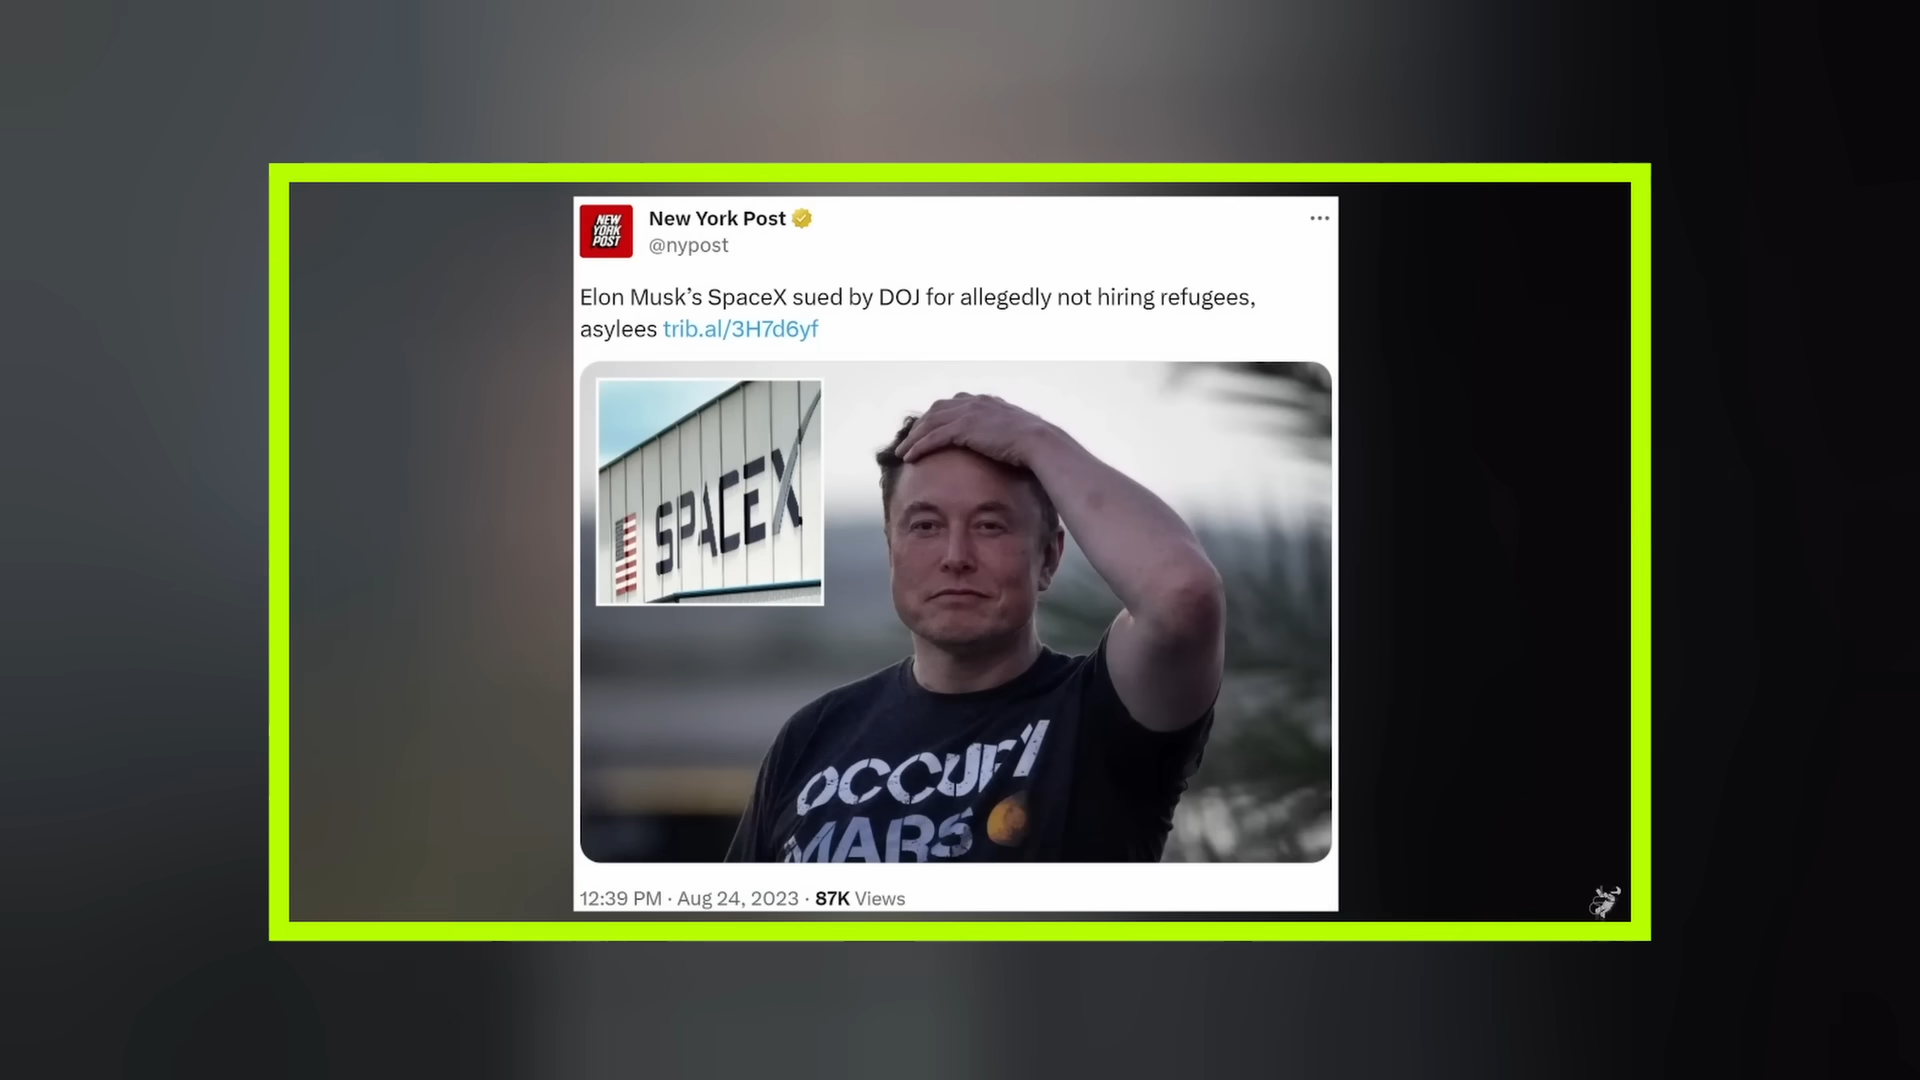 NEW
YORK
POST
New York Post
@nypost
Elon Musk’s SpaceX sued by DOJ for allegedly not hiring refugees,
asylees trib.al/3H7d6yf
SPACEX
OCCUPY
MARS
12:39 PM · Aug 24, 2023 · 87K Views